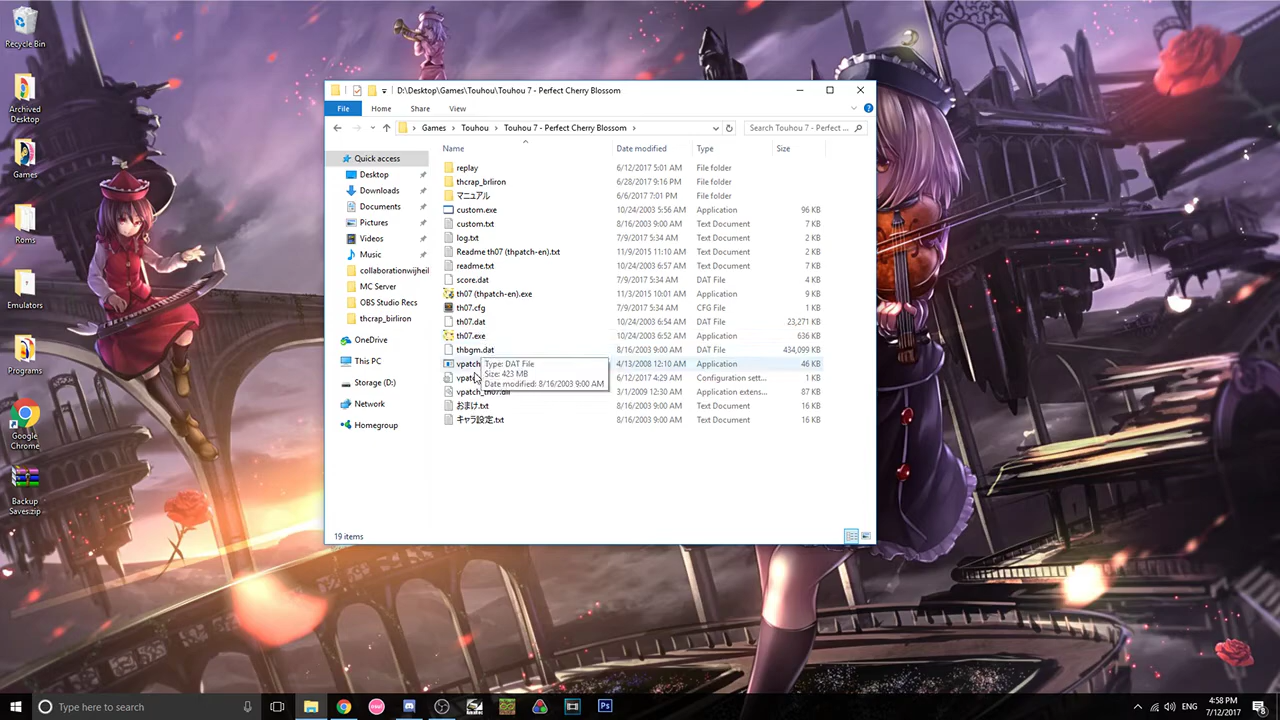 Recycle Bin
Archived Desktop
Games
Roms
Emulators
Programs
Google Chrome
Backup Saves.zip
D:\Desktop\Games\Touhou\Touhou 7 - Perfect Cherry Blossom
File Home Share View
Games > Touhou > Touhou 7 - Perfect Cherry Blossom >
Search Touhou 7 - Perfect ...
Quick access
Desktop
Downloads
Documents
Pictures
Videos
Music
collaborationwijheil
MC Server
OBS Studio Recs
thcrap_brliron
OneDrive
This PC
Storage (D:)
Network
Homegroup
Name Date modified Type Size
replay 6/12/2017 5:01 AM File folder
thcrap_brliron 6/28/2017 9:16 PM File folder
マニュアル 6/6/2017 7:01 PM File folder
custom.exe 10/24/2003 5:56 AM Application 96 KB
custom.txt 8/16/2003 9:00 AM Text Document 7 KB
log.txt 7/9/2017 5:34 AM Text Document 2 KB
Readme th07 (thpatch-en).txt 11/9/2015 11:10 AM Text Document 2 KB
readme.txt 10/24/2003 6:57 AM Text Document 14 KB
score.dat 7/9/2017 5:34 AM DAT File 4 KB
th07 (thpatch-en).exe 11/3/2015 10:01 AM Application 9 KB
th07.cfg 7/9/2017 5:34 AM CFG File 1 KB
th07.dat 10/24/2003 6:54 AM DAT File 23,271 KB
th07.exe 10/24/2003 6:52 AM Application 636 KB
thbgm.dat 8/16/2003 9:00 AM DAT File 434,099 KB
vpatch 4/13/2008 12:10 AM Application 46 KB
6/12/2017 4:29 AM Configuration sett... 1 KB
vpatch_th07.dll 3/1/2009 12:30 AM Application extens... 87 KB
おまけ.txt 8/16/2003 9:00 AM Text Document 16 KB
キャラ設定.txt 8/16/2003 9:00 AM Text Document 16 KB
Type: DAT File
Size: 423 MB
Date modified: 8/16/2003 9:00 AM
19 items
Type here to search
ENG
4:58 PM
7/12/2017